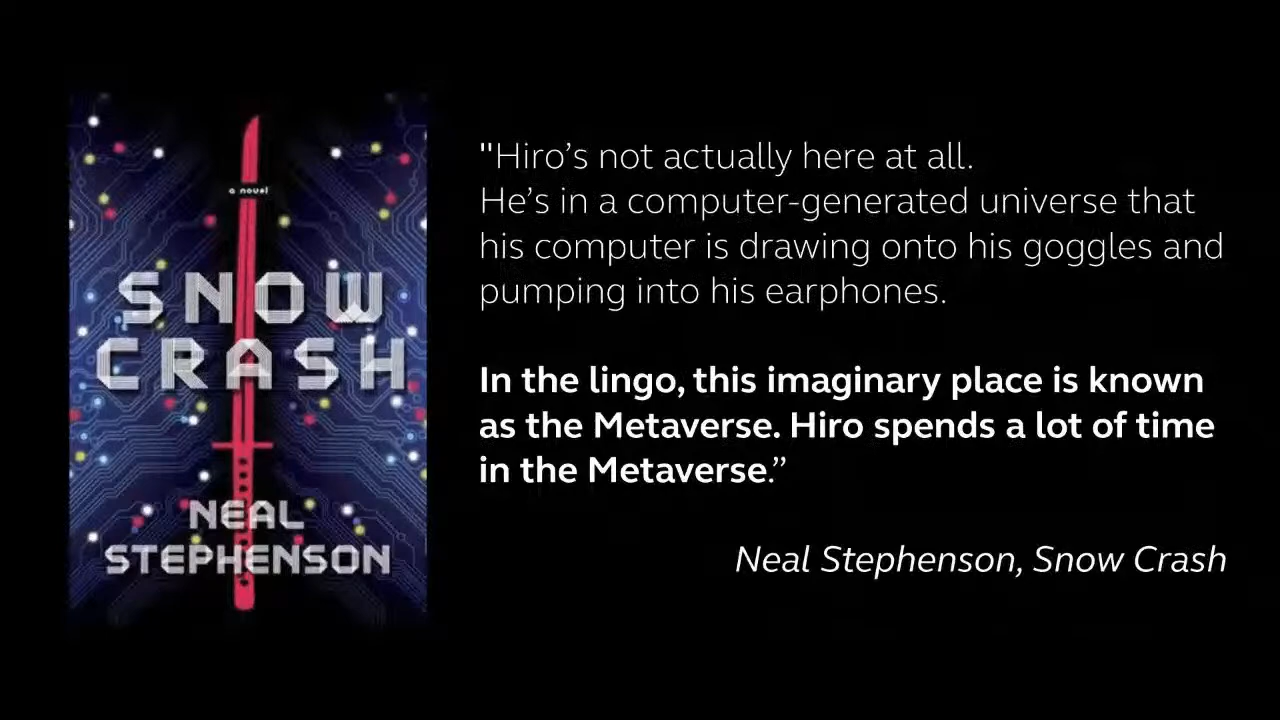 a novel
SNOW
CRASH
NEAL
STEPHENSON
"Hiro’s not actually here at all.
He’s in a computer-generated universe that
his computer is drawing onto his goggles and
pumping into his earphones.
In the lingo, this imaginary place is known
as the Metaverse. Hiro spends a lot of time
in the Metaverse.”
Neal Stephenson, Snow Crash